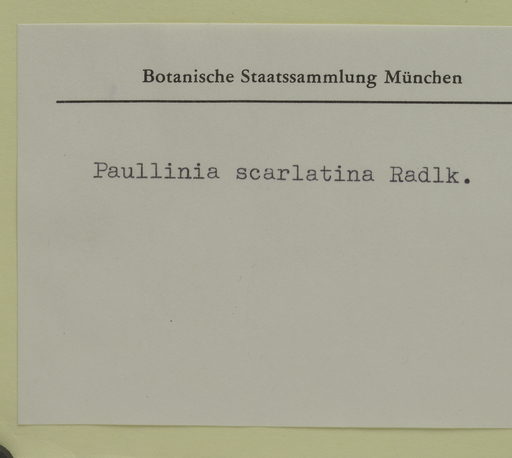 Botanische Staatssammlung München
Paullinia scarlatina Radlk.